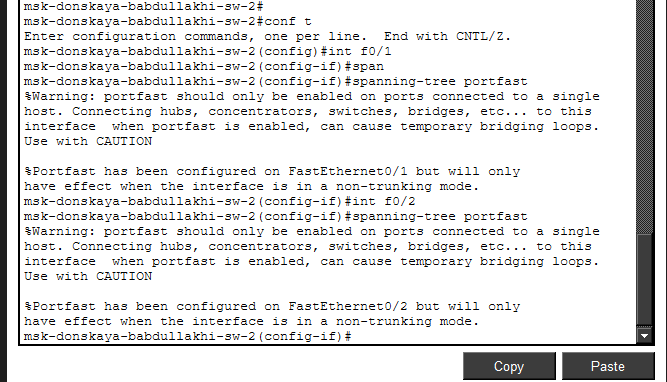 msk-donskaya-babdullakhi-sw-2#
msk-donskaya-babdullakhi-sw-2#conf t
Enter configuration commands, one per line.  End with CNTL/Z.
msk-donskaya-babdullakhi-sw-2(config)#int f0/1
msk-donskaya-babdullakhi-sw-2(config-if)#span
msk-donskaya-babdullakhi-sw-2(config-if)#spanning-tree portfast
%Warning: portfast should only be enabled on ports connected to a single
host. Connecting hubs, concentrators, switches, bridges, etc... to this
interface  when portfast is enabled, can cause temporary bridging loops.
Use with CAUTION

%Portfast has been configured on FastEthernet0/1 but will only
have effect when the interface is in a non-trunking mode.
msk-donskaya-babdullakhi-sw-2(config-if)#int f0/2
msk-donskaya-babdullakhi-sw-2(config-if)#spanning-tree portfast
%Warning: portfast should only be enabled on ports connected to a single
host. Connecting hubs, concentrators, switches, bridges, etc... to this
interface  when portfast is enabled, can cause temporary bridging loops.
Use with CAUTION

%Portfast has been configured on FastEthernet0/2 but will only
have effect when the interface is in a non-trunking mode.
msk-donskaya-babdullakhi-sw-2(config-if)#
Copy
Paste